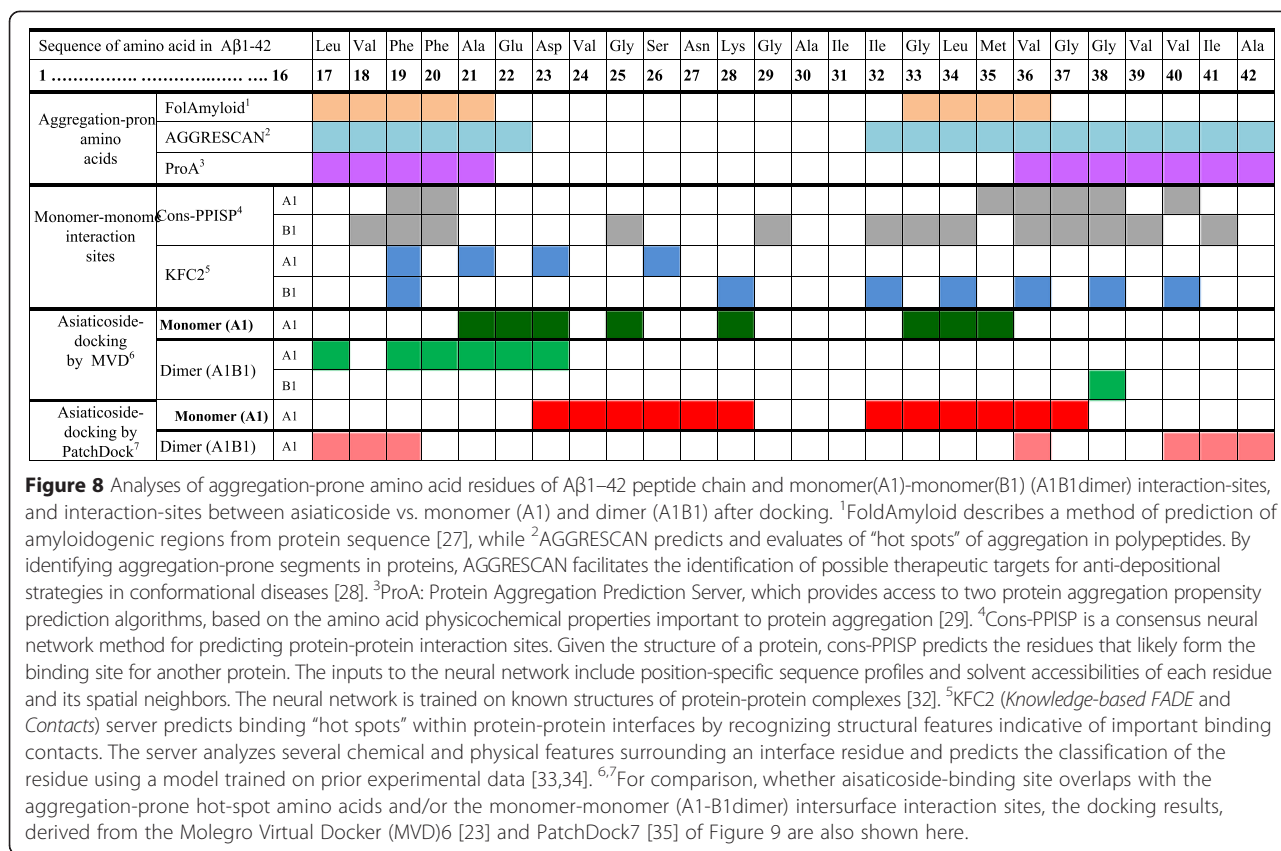 Sequence of amino acid in Aβ1-42 Leu Val Phe Phe Ala Glu Asp Val Gly Ser Asn Lys Gly Ala Ile Ile Gly Leu Met Val Gly Gly Val Val Ile Ala
1 ……………. ………….…… …. 16 17 18 19 20 21 22 23 24 25 26 27 28 29 30 31 32 33 34 35 36 37 38 39 40 41 42
Aggregation-pron
amino
acids
FolAmyloid1
AGGRESCAN2
ProA3
Monomer-monome
interaction
sites
Cons-PPISP4
A1
B1
KFC25
A1
B1
Asiaticoside-
docking
by MVD6
Monomer (A1) A1
Dimer (A1B1)
A1
B1
Asiaticoside-
docking by
PatchDock7
Monomer (A1) A1
Dimer (A1B1) A1
Figure 8 Analyses of aggregation-prone amino acid residues of Aβ1–42 peptide chain and monomer(A1)-monomer(B1) (A1B1dimer) interaction-sites,
and interaction-sites between asiaticoside vs. monomer (A1) and dimer (A1B1) after docking. 1FoldAmyloid describes a method of prediction of
amyloidogenic regions from protein sequence [27], while 2AGGRESCAN predicts and evaluates of “hot spots” of aggregation in polypeptides. By
identifying aggregation-prone segments in proteins, AGGRESCAN facilitates the identification of possible therapeutic targets for anti-depositional
strategies in conformational diseases [28]. 3ProA: Protein Aggregation Prediction Server, which provides access to two protein aggregation propensity
prediction algorithms, based on the amino acid physicochemical properties important to protein aggregation [29]. 4Cons-PPISP is a consensus neural
network method for predicting protein-protein interaction sites. Given the structure of a protein, cons-PPISP predicts the residues that likely form the
binding site for another protein. The inputs to the neural network include position-specific sequence profiles and solvent accessibilities of each residue
and its spatial neighbors. The neural network is trained on known structures of protein-protein complexes [32]. 5KFC2 (Knowledge-based FADE and
Contacts) server predicts binding “hot spots” within protein-protein interfaces by recognizing structural features indicative of important binding
contacts. The server analyzes several chemical and physical features surrounding an interface residue and predicts the classification of the
residue using a model trained on prior experimental data [33,34]. 6,7For comparison, whether aisaticoside-binding site overlaps with the
aggregation-prone hot-spot amino acids and/or the monomer-monomer (A1-B1dimer) intersurface interaction sites, the docking results,
derived from the Molegro Virtual Docker (MVD)6 [23] and PatchDock7 [35] of Figure 9 are also shown here.